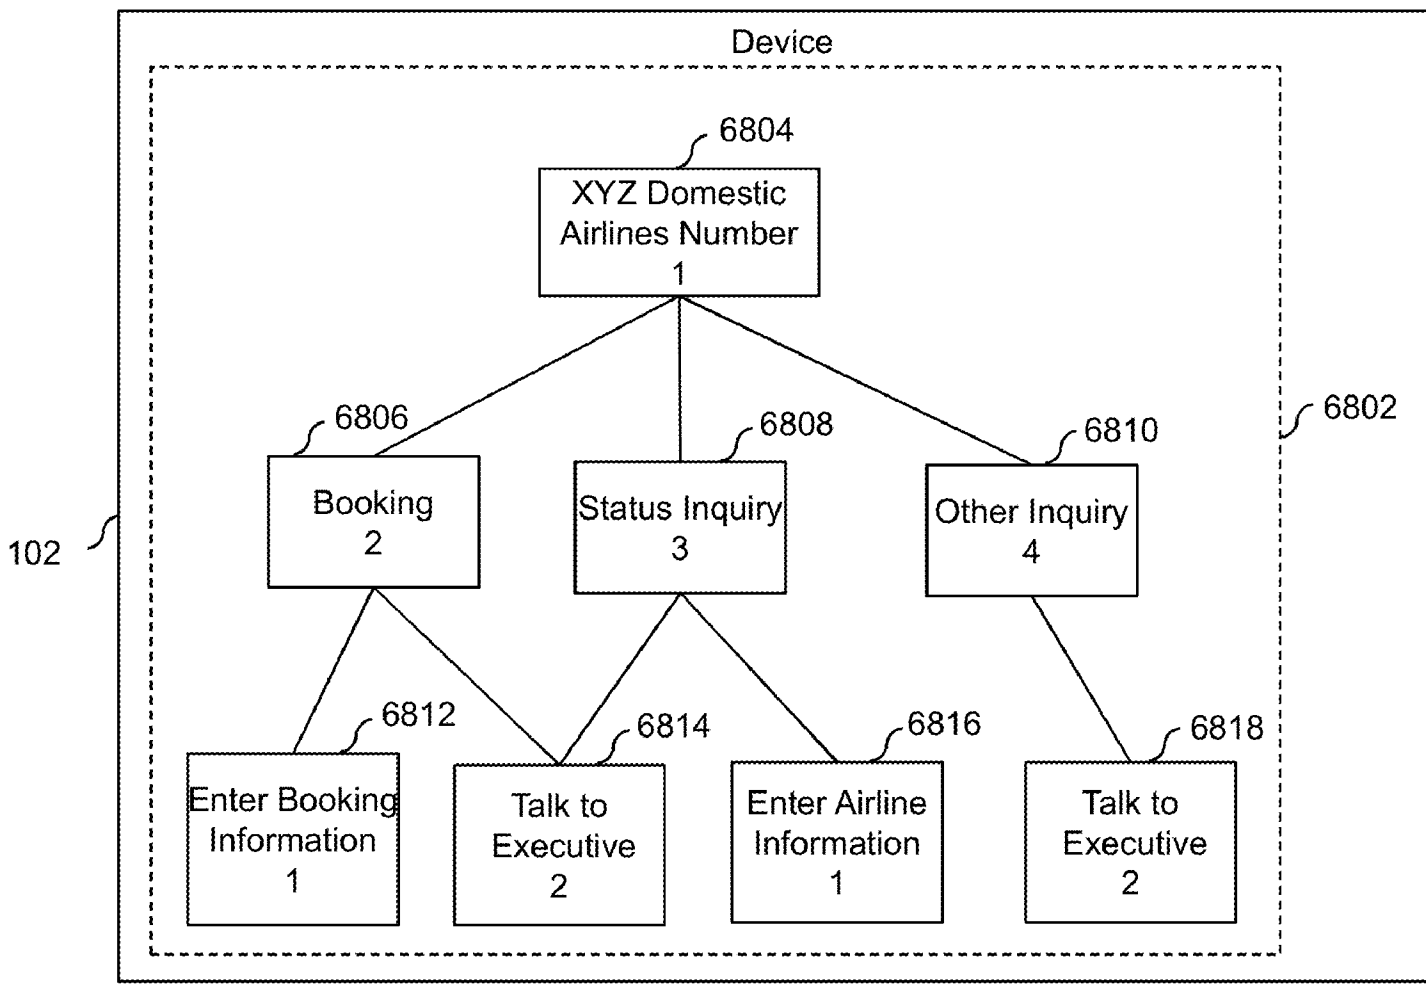 Device
6804
XYZ Domestic
Airlines Number
1
6802
6806
6808
6810
Booking
2
Status Inquiry
3
Other Inquiry
4
102
6812
6814
6816
6818
Enter Booking
Information
1
Talk to
Executive
2
Enter Airline
Information
1
Talk to
Executive
2